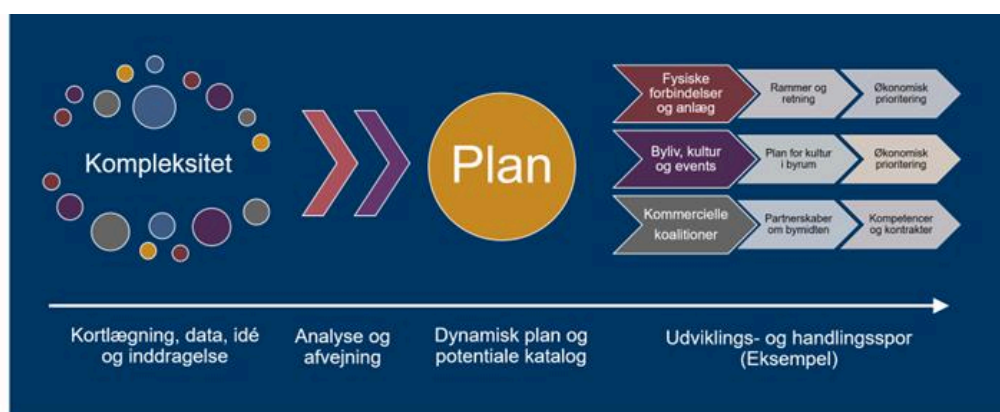 Kompleksitet
Plan
Fysiske
forbindelser
og anlæg
Rammer og
retning
Økonomisk
prioritering
Byliv, kultur
og events
Plan for kultur
i byrum
Økonomisk
prioritering
Kommercielle
koalitioner
Partnerskaber
om bymidten
Kompetencer
og kontrakter
Kortlægning, data, idé
og inddragelse
Analyse og
afvejning
Dynamisk plan og
potentiale katalog
Udviklings- og handlingsspor
(Eksempel)